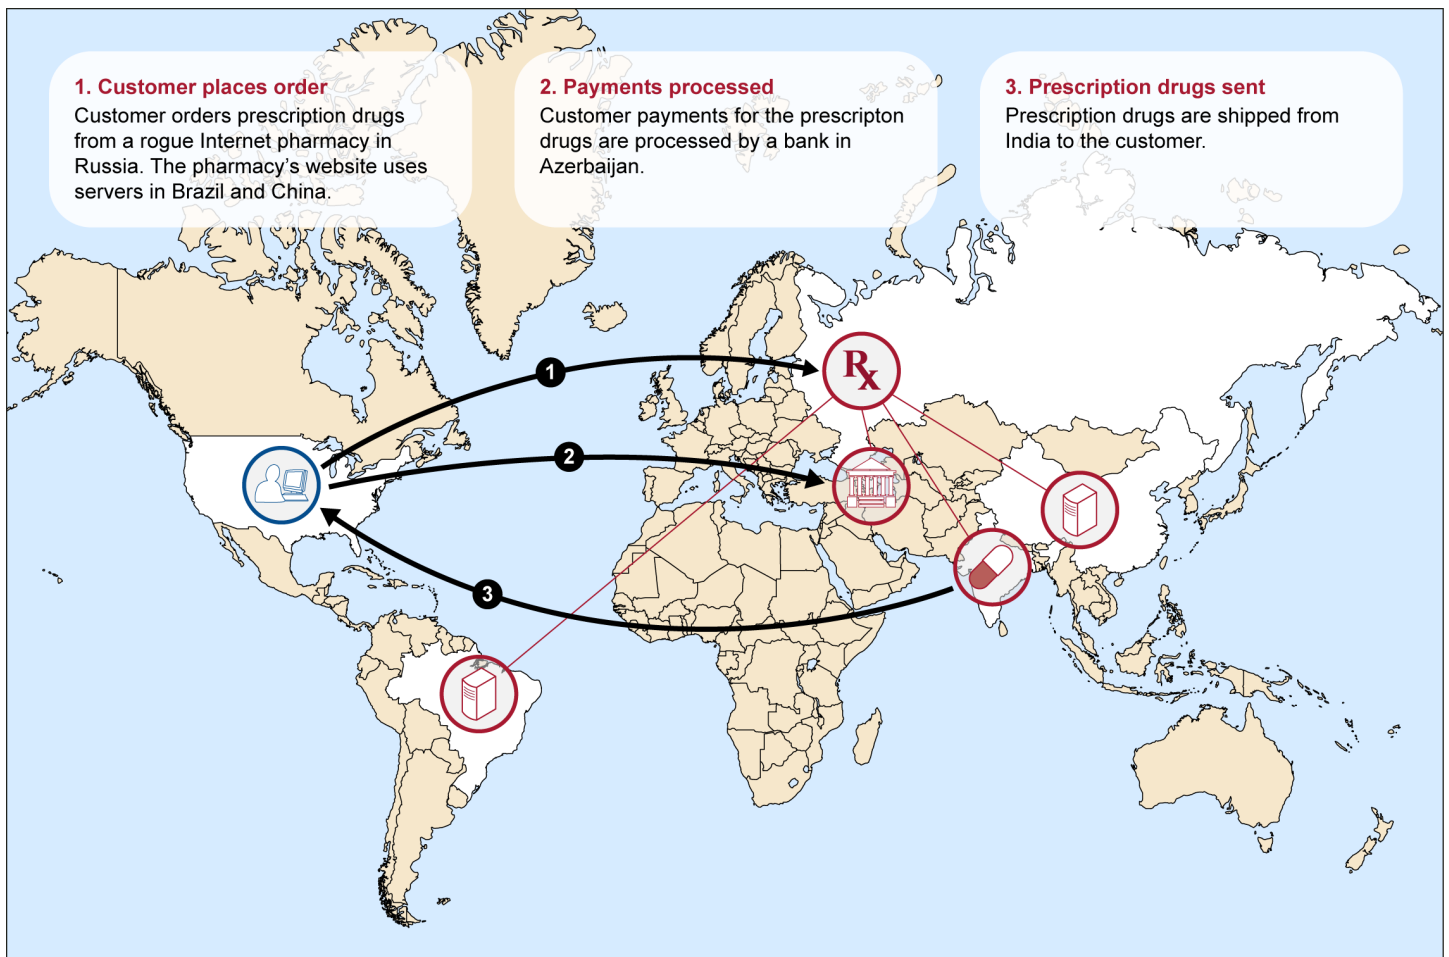 1. Customer places order
Customer orders prescription drugs
from a rogue Internet pharmacy in
Russia. The pharmacy's website uses
servers in Brazil and China.
2. Payments processed
Customer payments for the prescripton
drugs are processed by a bank in
Azerbaijan.
3. Prescription drugs sent
Prescription drugs are shipped from
India to the customer.
1
Rx
2
3